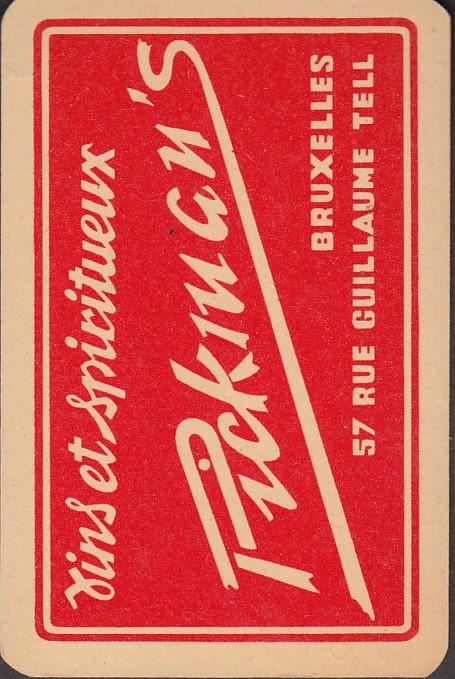 vins et spiritueux
Pickman's
BRUXELLES
57 RUE GUILLAUME TELL